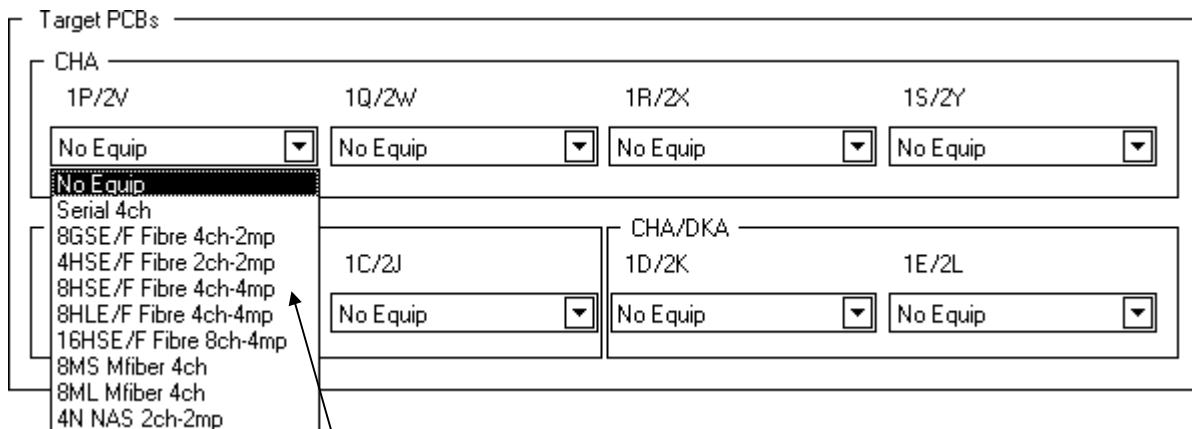 Target PCBs
CHA
1P/2V 1Q/2W 1R/2X 1S/2Y
No Equip No Equip No Equip No Equip
No Equip
Serial 4ch
8GSE/F Fibre 4ch-2mp
CHA/DKA
4HSE/F Fibre 2ch-2mp 1C/2J 1D/2K 1E/2L
8HSE/F Fibre 4ch-4mp
8HLE/F Fibre 4ch-4mp No Equip No Equip No Equip
16HSE/F Fibre 8ch-4mp
8MS Mfiber 4ch
8ML Mfiber 4ch
4N NAS 2ch-2mp